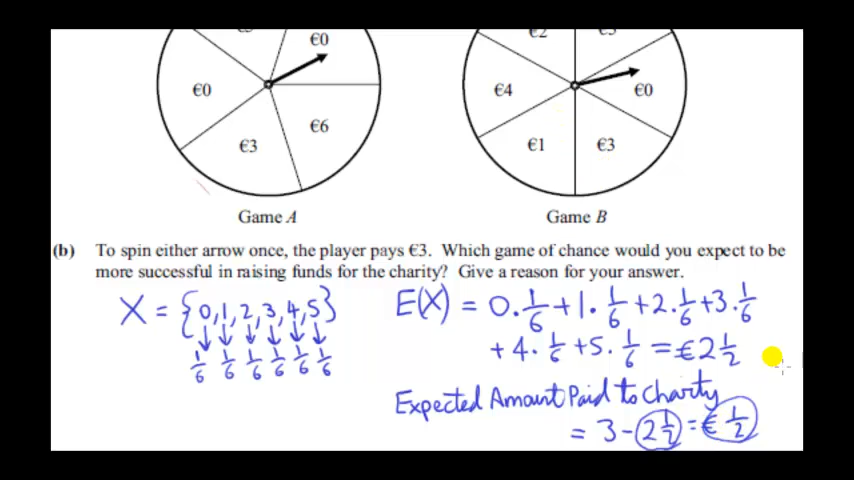 €0
€0
€6
€3
Game A
€2
€4
€0
€1
€3
Game B
(b) To spin either arrow once, the player pays €3. Which game of chance would you expect to be
more successful in raising funds for the charity? Give a reason for your answer.
X = {0,1,2,3,4,5}
1/6 1/6 1/6 1/6 1/6 1/6
E(X) = 0.1/6+1.1/6+2.1/6+3.1/6
+4.1/6+5.1/6=€2 1/2
Expected Amount Paid to Charity
= 3-2 1/2=€1/2